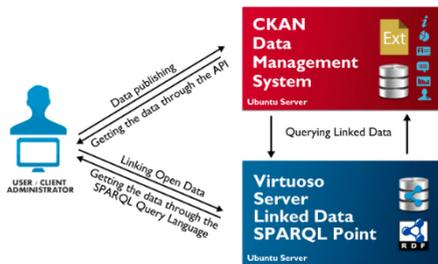 CKAN
Data
Management
System
Ext
Ubuntu Server
Data publishing
Getting the data through the API
Querying Linked Data
USER / CLIENT
ADMINISTRATOR
Linking Open Data
Getting the data through the
SPARQL Query Language
Virtuoso
Server
Linked Data
SPARQL Point
RDF
Ubuntu Server